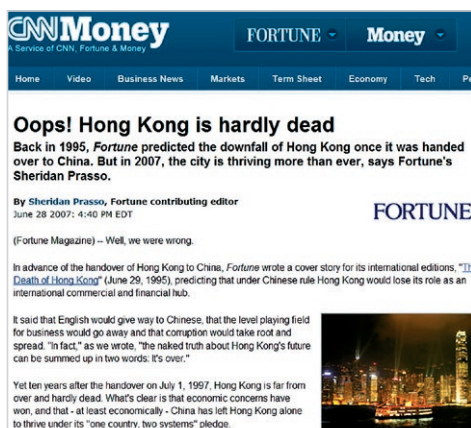 CNNMoney
A Service of CNN, Fortune & Money
FORTUNE
Money
Home Video Business News Markets Term Sheet Economy Tech
Oops! Hong Kong is hardly dead
Back in 1995, Fortune predicted the downfall of Hong Kong once it was handed
over to China. But in 2007, the city is thriving more than ever, says Fortune's
Sheridan Prasso.
By Sheridan Prasso, Fortune contributing editor
June 28 2007: 4:40 PM EDT
FORTUNE
(Fortune Magazine) -- Well, we were wrong.
In advance of the handover of Hong Kong to China, Fortune wrote a cover story for its international editions, "
Death of Hong Kong" (June 29, 1995), predicting that under Chinese rule Hong Kong would lose its role as an
international commercial and financial hub.
It said that English would give way to Chinese, that the level playing field
for business would go away and that corruption would take root and
spread. "In fact," as we wrote, "the naked truth about Hong Kong's future
can be summed up in two words: It's over."
Yet ten years after the handover on July 1, 1997, Hong Kong is far from
over and hardly dead. What's clear is that economic concerns have
won, and that - at least economically - China has left Hong Kong alone
to thrive under its "one country, two systems" pledge.